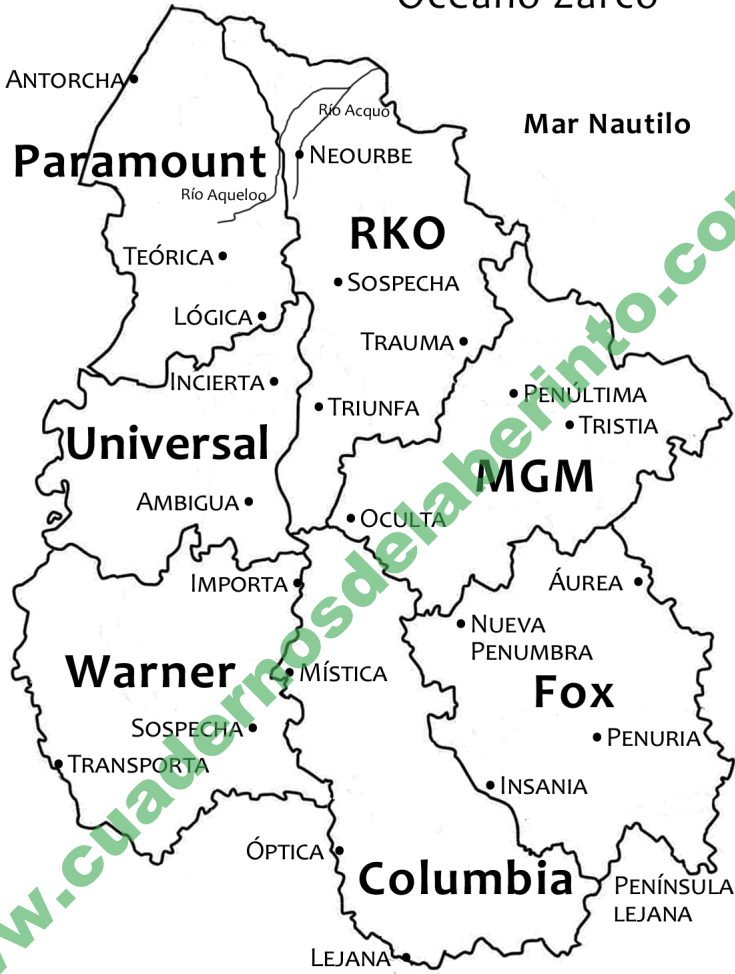 Océano Zarco
ANTORCHA
Río Acquo
Mar Nautilo
Paramount
NEOURBE
Río Aqueloo
RKO
TEÓRICA
SOSPECHA
LÓGICA
TRAUMA
INCIERTA
PENÚLTIMA
TRIUNFA
TRISTIA
Universal
MGM
AMBIGUA
OCULTA
IMPORTA
ÁUREA
NUEVA
PENUMBRA
Warner
MÍSTICA
Fox
SOSPECHA
PENURIA
TRANSPORTA
INSANIA
ÓPTICA
Columbia
PENÍNSULA
LEJANA
LEJANA
w.cuadernosdelaberinto.co